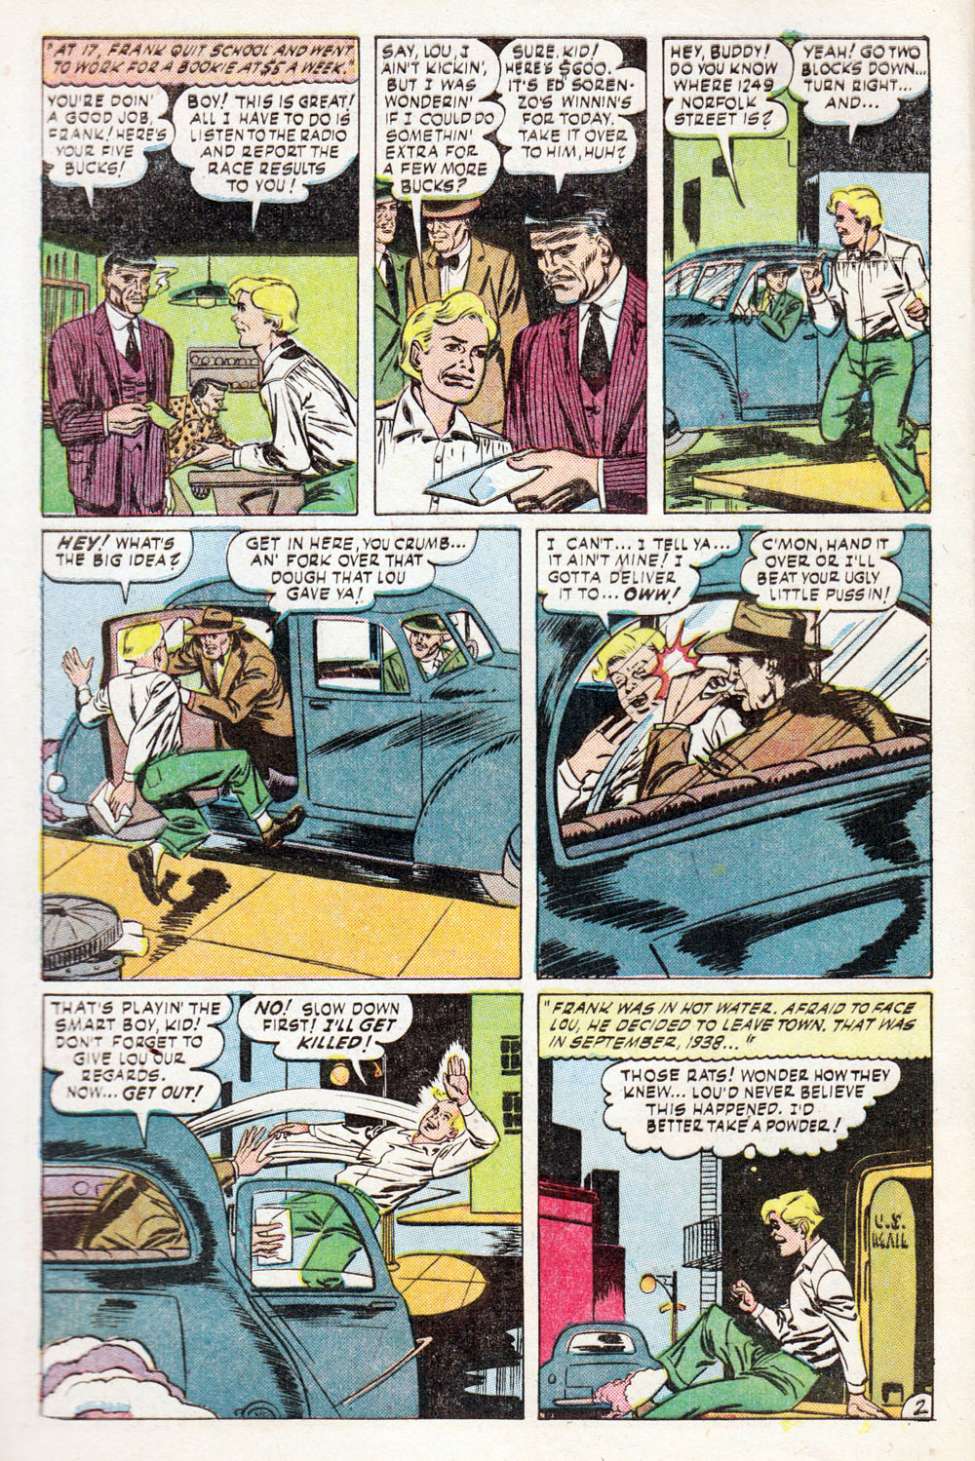 "AT 17, FRANK QUIT SCHOOL AND WENT
TO WORK FOR A BOOKIE AT $5 A WEEK."
YOU'RE DOIN'
A GOOD JOB,
FRANK! HERE'S
YOUR FIVE
BUCKS!
BOY! THIS IS GREAT!
ALL I HAVE TO DO IS
LISTEN TO THE RADIO
AND REPORT THE
RACE RESULTS
TO YOU!
SAY, LOU, I
AIN'T KICKIN',
BUT I WAS
WONDERIN'
IF I COULD DO
SOMETHIN'
EXTRA FOR
A FEW MORE
BUCKS?
SURE, KID!
HERE'S $600.
IT'S ED SOREN-
ZO'S WINNIN'S
FOR TODAY.
TAKE IT OVER
TO HIM, HUH?
HEY, BUDDY!
DO YOU KNOW
WHERE 1249
NORFOLK
STREET IS?
YEAH! GO TWO
BLOCKS DOWN...
TURN RIGHT...
AND...
HEY! WHAT'S
THE BIG IDEA?
GET IN HERE, YOU CRUMB...
AN' FORK OVER THAT
DOUGH THAT LOU
GAVE YA!
I CAN'T... I TELL YA...
IT AIN'T MINE! I
GOTTA DELIVER
IT TO... OWW!
C'MON, HAND IT
OVER OR I'LL
BEAT YOUR UGLY
LITTLE PUSS IN!
THAT'S PLAYIN' THE
SMART BOY, KID!
DON'T FORGET TO
GIVE LOU OUR
REGARDS.
NOW... GET OUT!
NO! SLOW DOWN
FIRST! I'LL GET
KILLED!
"FRANK WAS IN HOT WATER. AFRAID TO FACE
LOU, HE DECIDED TO LEAVE TOWN. THAT WAS
IN SEPTEMBER, 1938..."
THOSE RATS! WONDER HOW THEY
KNEW... LOU'D NEVER BELIEVE
THIS HAPPENED. I'D
BETTER TAKE A POWDER!
U.S.
MAIL
2